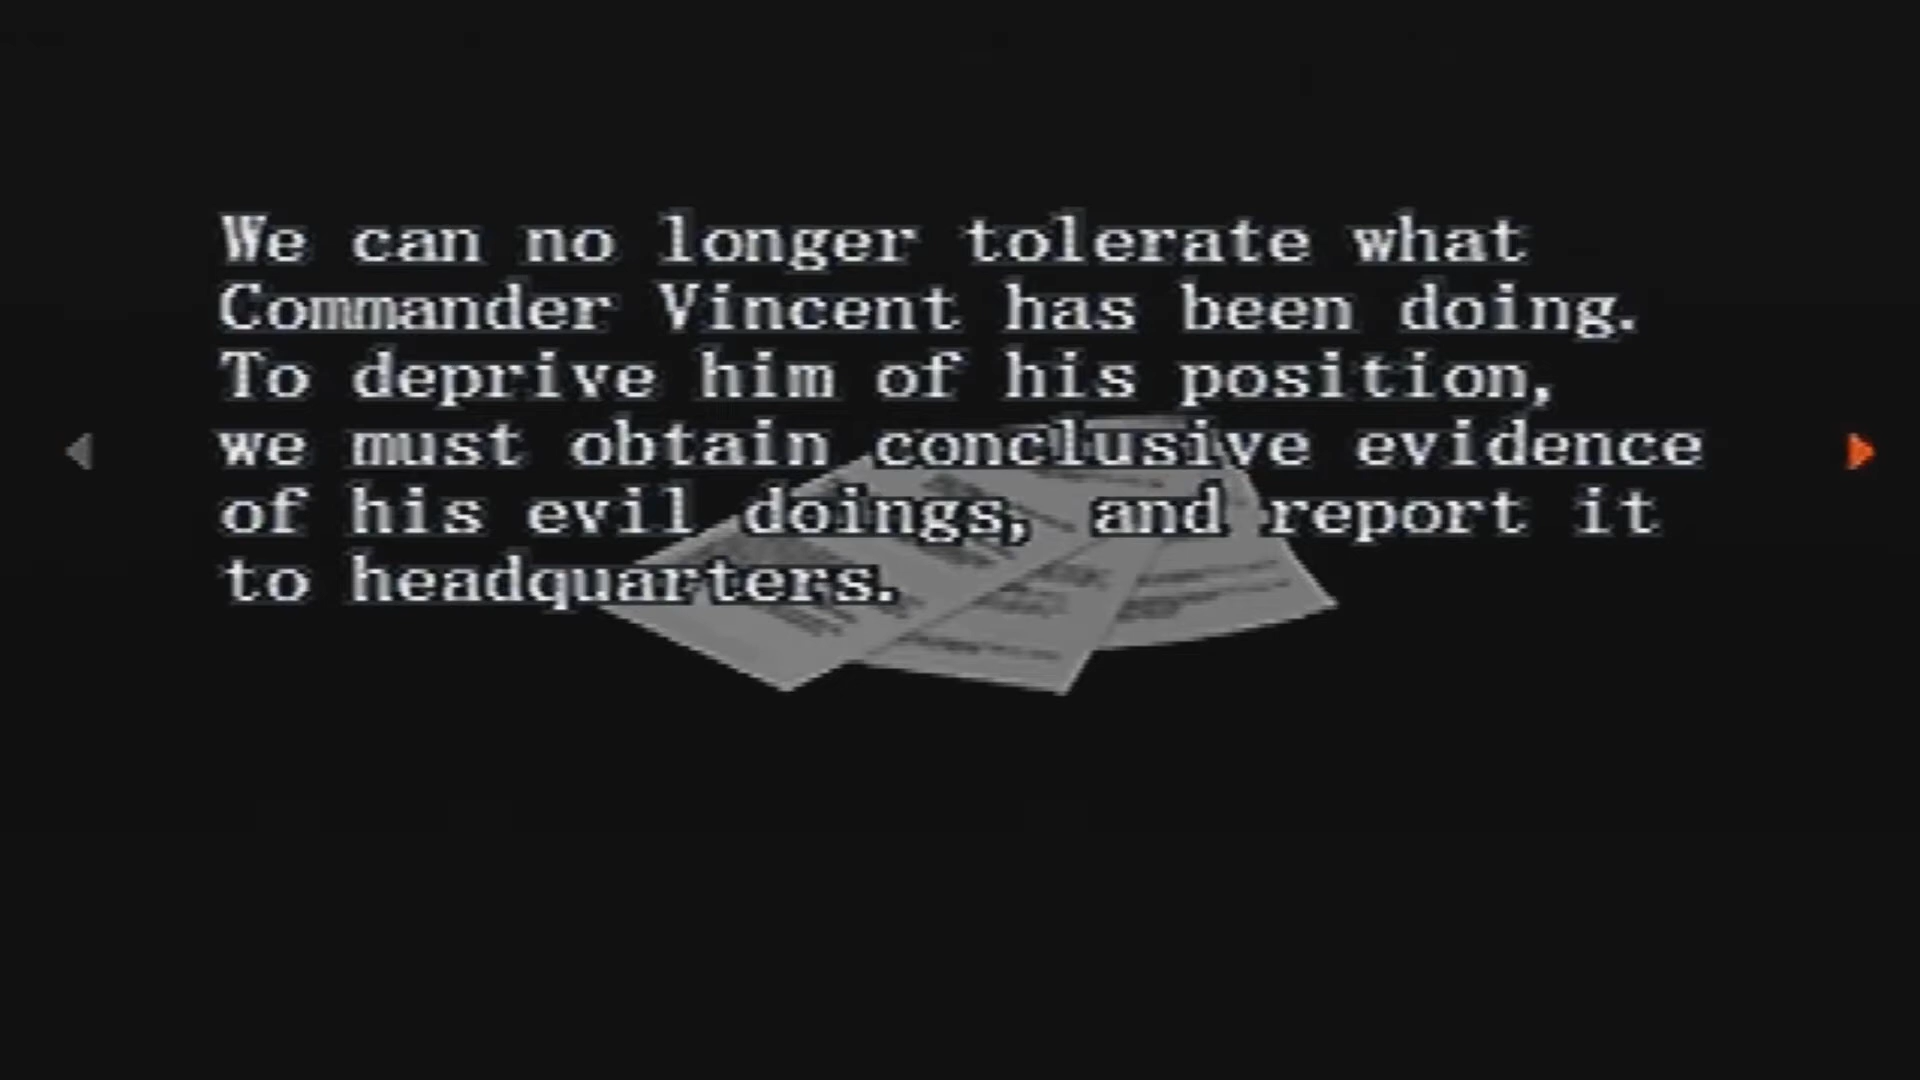 We can no longer tolerate what
Commander Vincent has been doing.
To deprive him of his position,
we must obtain conclusive evidence
of his evil doings, and report it
to headquarters.